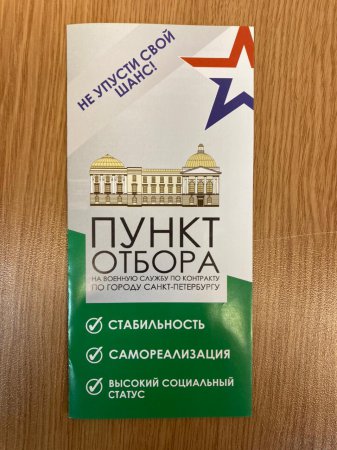 НЕ УПУСТИ СВОЙ
ШАНС!
ПУНКТ
ОТБОРА
НА ВОЕННУЮ СЛУЖБУ ПО КОНТРАКТУ
ПО ГОРОДУ САНКТ-ПЕТЕРБУРГУ
СТАБИЛЬНОСТЬ
САМОРЕАЛИЗАЦИЯ
ВЫСОКИЙ СОЦИАЛЬНЫЙ
СТАТУС